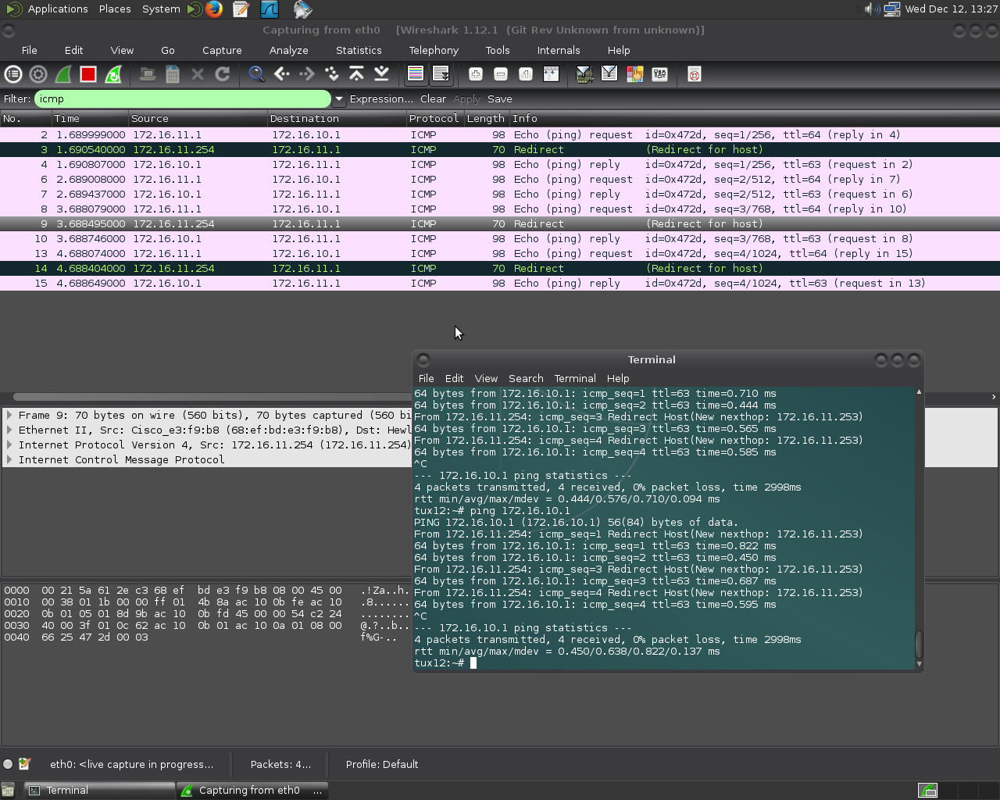 Applications Places System Wed Dec 12, 13:27
Capturing from eth0 [Wireshark 1.12.1 (Git Rev Unknown from unknown)]
File Edit View Go Capture Analyze Statistics Telephony Tools Internals Help
Filter: icmp Expression... Clear Apply Save
No. Time Source Destination Protocol Length Info
2 1.689999000 172.16.11.1 172.16.10.1 ICMP 98 Echo (ping) request id=0x472d, seq=1/256, ttl=64 (reply in 4)
3 1.690540000 172.16.11.254 172.16.11.1 ICMP 70 Redirect (Redirect for host)
4 1.690807000 172.16.10.1 172.16.11.1 ICMP 98 Echo (ping) reply id=0x472d, seq=1/256, ttl=63 (request in 2)
6 2.689008000 172.16.11.1 172.16.10.1 ICMP 98 Echo (ping) request id=0x472d, seq=2/512, ttl=64 (reply in 7)
7 2.689437000 172.16.10.1 172.16.11.1 ICMP 98 Echo (ping) reply id=0x472d, seq=2/512, ttl=63 (request in 6)
8 3.688079000 172.16.11.1 172.16.10.1 ICMP 98 Echo (ping) request id=0x472d, seq=3/768, ttl=64 (reply in 10)
9 3.688495000 172.16.11.254 172.16.11.1 ICMP 70 Redirect (Redirect for host)
10 3.688746000 172.16.10.1 172.16.11.1 ICMP 98 Echo (ping) reply id=0x472d, seq=3/768, ttl=63 (request in 8)
13 4.688074000 172.16.11.1 172.16.10.1 ICMP 98 Echo (ping) request id=0x472d, seq=4/1024, ttl=64 (reply in 15)
14 4.688404000 172.16.11.254 172.16.11.1 ICMP 70 Redirect (Redirect for host)
15 4.688649000 172.16.10.1 172.16.11.1 ICMP 98 Echo (ping) reply id=0x472d, seq=4/1024, ttl=63 (request in 13)
Frame 9: 70 bytes on wire (560 bits), 70 bytes captured (560 bi
Ethernet II, Src: Cisco_e3:f9:b8 (68:ef:bd:e3:f9:b8), Dst: Hewl
Internet Protocol Version 4, Src: 172.16.11.254 (172.16.11.254)
Internet Control Message Protocol
0000 00 21 5a 61 2e c3 68 ef bd e3 f9 b8 08 00 45 00 .!Za..h.
0010 00 38 01 1b 00 00 ff 01 4b 8a ac 10 0b fe ac 10 .8......
0020 0b 01 05 01 8d 9b ac 10 0b fd 45 00 00 54 c2 24 ........
0030 40 00 3f 01 0c 62 ac 10 0b 01 ac 10 0a 01 08 00 @.?..b..
0040 66 25 47 2d 00 03 f%G-..
Terminal
File Edit View Search Terminal Help
64 bytes from 172.16.10.1: icmp_seq=1 ttl=63 time=0.710 ms
64 bytes from 172.16.10.1: icmp_seq=2 ttl=63 time=0.444 ms
From 172.16.11.254: icmp_seq=3 Redirect Host(New nexthop: 172.16.11.253)
64 bytes from 172.16.10.1: icmp_seq=3 ttl=63 time=0.565 ms
From 172.16.11.254: icmp_seq=4 Redirect Host(New nexthop: 172.16.11.253)
64 bytes from 172.16.10.1: icmp_seq=4 ttl=63 time=0.585 ms
^C
--- 172.16.10.1 ping statistics ---
4 packets transmitted, 4 received, 0% packet loss, time 2998ms
rtt min/avg/max/mdev = 0.444/0.576/0.710/0.094 ms
tux12:~# ping 172.16.10.1
PING 172.16.10.1 (172.16.10.1) 56(84) bytes of data.
From 172.16.11.254: icmp_seq=1 Redirect Host(New nexthop: 172.16.11.253)
64 bytes from 172.16.10.1: icmp_seq=1 ttl=63 time=0.822 ms
64 bytes from 172.16.10.1: icmp_seq=2 ttl=63 time=0.450 ms
From 172.16.11.254: icmp_seq=3 Redirect Host(New nexthop: 172.16.11.253)
64 bytes from 172.16.10.1: icmp_seq=3 ttl=63 time=0.687 ms
From 172.16.11.254: icmp_seq=4 Redirect Host(New nexthop: 172.16.11.253)
64 bytes from 172.16.10.1: icmp_seq=4 ttl=63 time=0.595 ms
^C
--- 172.16.10.1 ping statistics ---
4 packets transmitted, 4 received, 0% packet loss, time 2998ms
rtt min/avg/max/mdev = 0.450/0.638/0.822/0.137 ms
tux12:~#
eth0: <live capture in progress... Packets: 4... Profile: Default
Terminal Capturing from eth0 ...